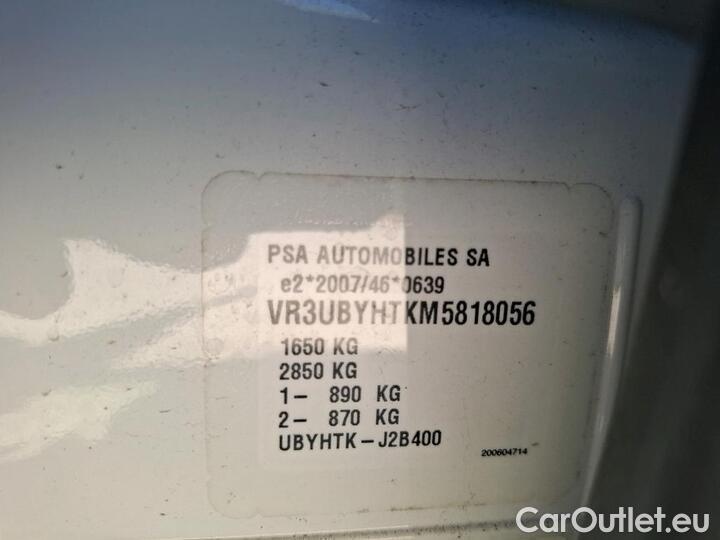 PSA AUTOMOBILES SA
e2*2007/46*0639
VR3UBYHTKM5818056
1650 KG
2850 KG
1- 890 KG
2- 870 KG
UBYHTK-J2B400
200604714
CarOutlet.eu